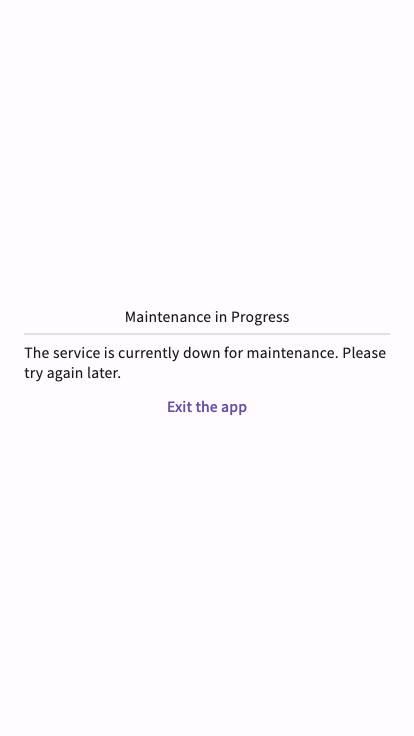 Maintenance in Progress
The service is currently down for maintenance. Please
try again later.
Exit the app